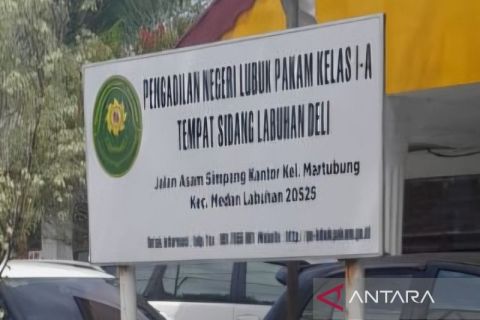 PENGADILAN NEGERI LUBUK PAKAM KELAS I-A
TEMPAT SIDANG LABUHAN DELI
Jalan Asam Simpang Kantor Kel. Martubung
Kec. Medan Labuhan 20525
ANTARA